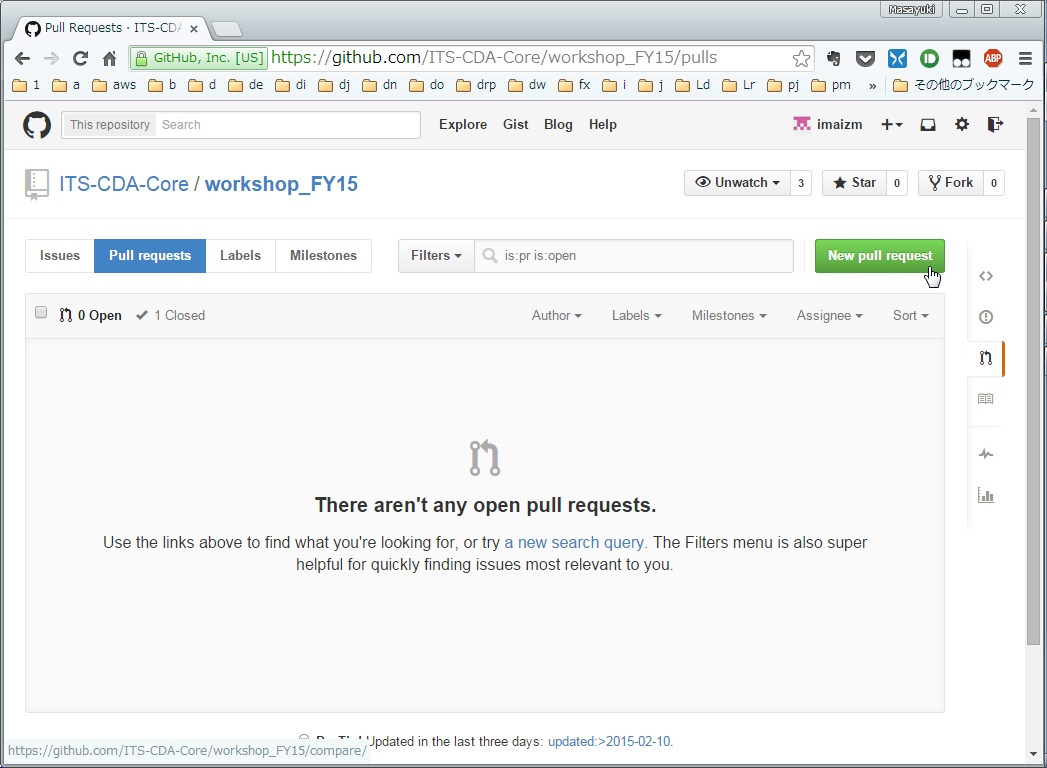 Masayuki
Pull Requests · ITS-CDA
GitHub, Inc. [US] https://github.com/ITS-CDA-Core/workshop_FY15/pulls
ABP
1 a aws b d de di dj dn do drp dw fx i j Ld Lr pj pm » その他のブックマーク
This repository Search Explore Gist Blog Help imaizm
ITS-CDA-Core / workshop_FY15 Unwatch 3 Star 0 Fork 0
Issues Pull requests Labels Milestones Filters is:pr is:open New pull request
0 Open 1 Closed Author Labels Milestones Assignee Sort
There aren't any open pull requests.
Use the links above to find what you're looking for, or try a new search query. The Filters menu is also super
helpful for quickly finding issues most relevant to you.
Updated in the last three days: updated:>2015-02-10.
https://github.com/ITS-CDA-Core/workshop_FY15/compare/